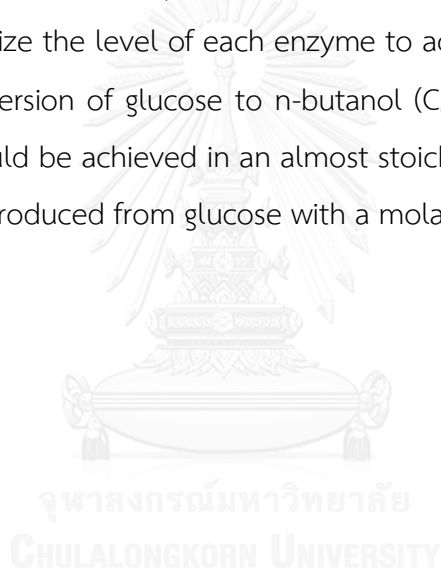 ize the level of each enzyme to a
ersion of glucose to n-butanol (C
uld be achieved in an almost stoich
roduced from glucose with a mola
จุฬาลงกรณ์มหาวิทยาลัย
CHULALONGKORN UNIVERSITY